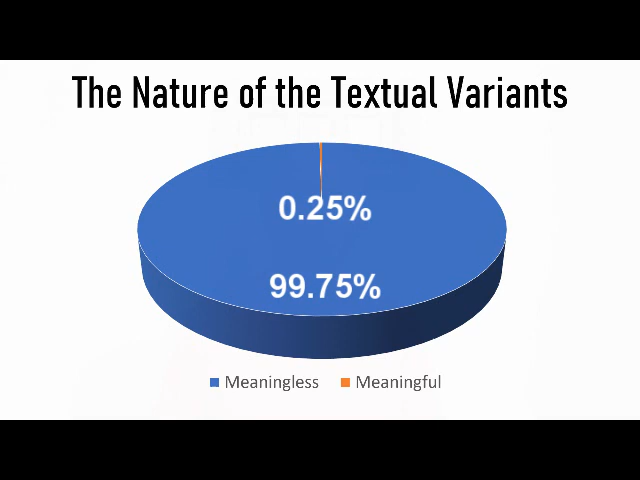 The Nature of the Textual Variants
0.25%
99.75%
Meaningless Meaningful